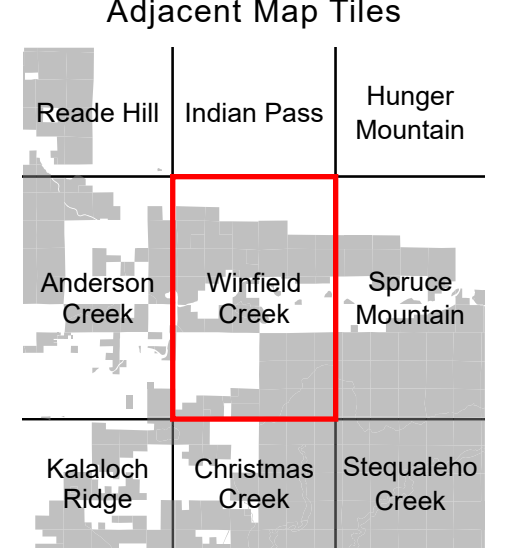 Adjacent Map Tiles
Reade Hill
Indian Pass
Hunger
Mountain
Anderson
Creek
Winfield
Creek
Spruce
Mountain
Kalaloch
Ridge
Christmas
Creek
Stequaleho
Creek